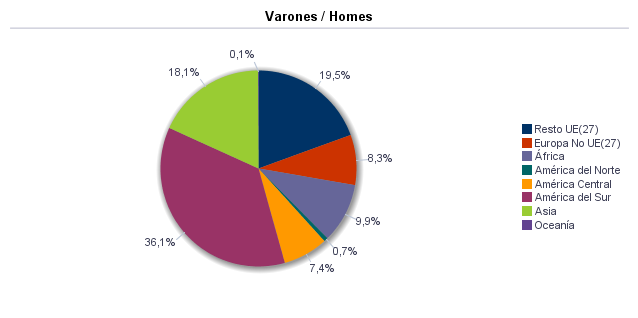 Varones / Homes
0,1%
18,1%
19,5%
8,3%
9,9%
0,7%
7,4%
36,1%
Resto UE(27)
Europa No UE(27)
África
América del Norte
América Central
América del Sur
Asia
Oceanía